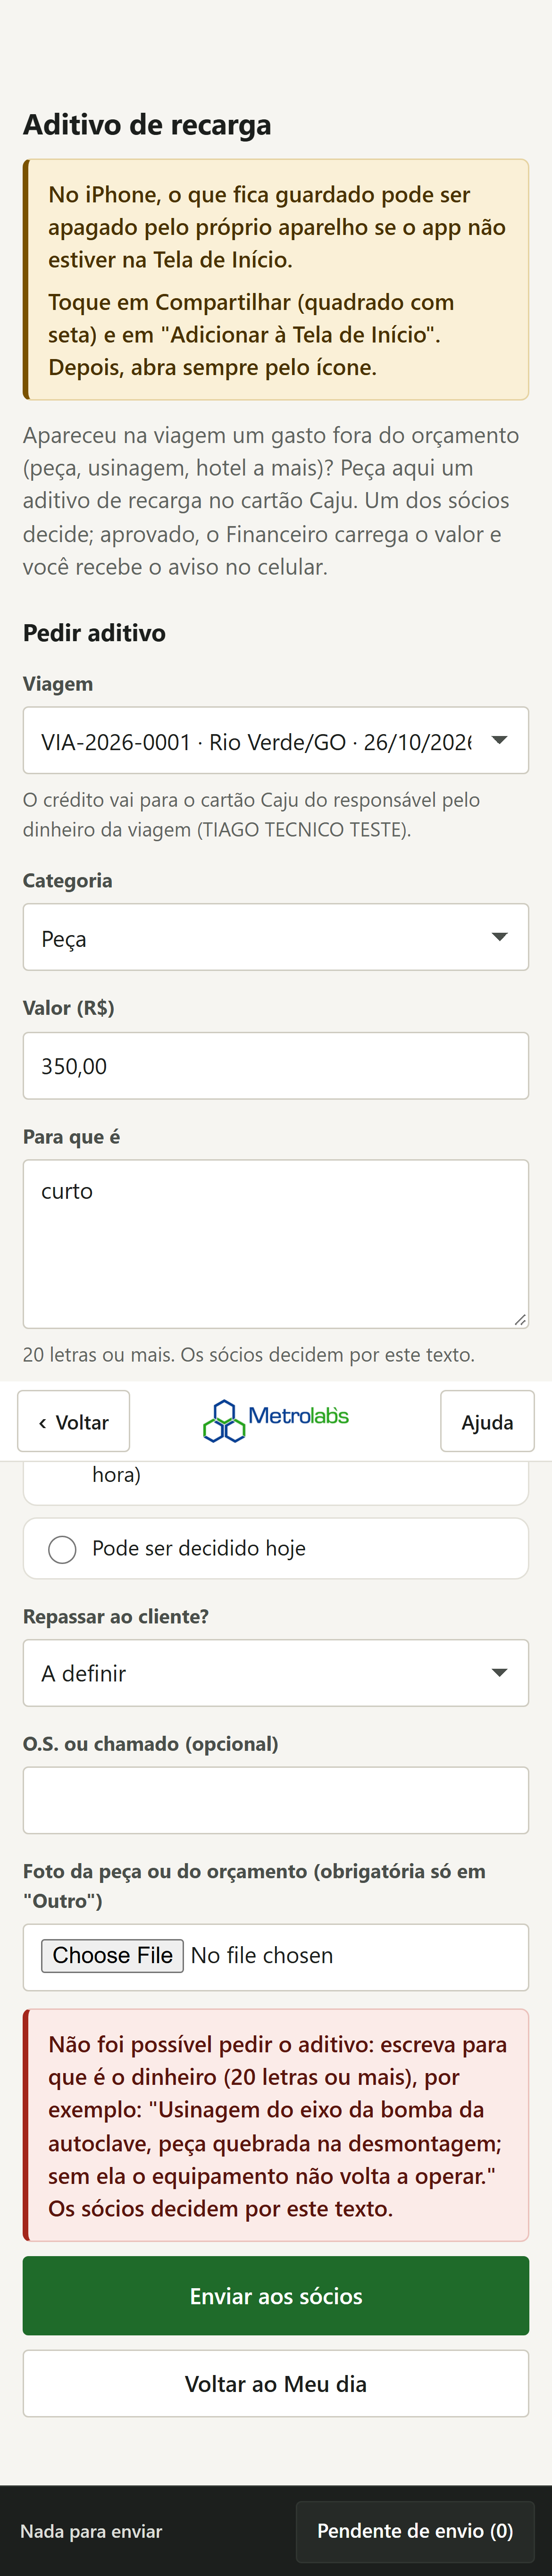 Aditivo de recarga
No iPhone, o que fica guardado pode ser
apagado pelo próprio aparelho se o app não
estiver na Tela de Início.
Toque em Compartilhar (quadrado com
seta) e em "Adicionar à Tela de Início".
Depois, abra sempre pelo ícone.
Apareceu na viagem um gasto fora do orçamento
(peça, usinagem, hotel a mais)? Peça aqui um
aditivo de recarga no cartão Caju. Um dos sócios
decide; aprovado, o Financeiro carrega o valor e
você recebe o aviso no celular.
Pedir aditivo
Viagem
VIA-2026-0001 · Rio Verde/GO · 26/10/2026
O crédito vai para o cartão Caju do responsável pelo
dinheiro da viagem (TIAGO TECNICO TESTE).
Categoria
Peça
Valor (R$)
350,00
Para que é
curto
20 letras ou mais. Os sócios decidem por este texto.
‹ Voltar
Metrolabs
Ajuda
hora)
Pode ser decidido hoje
Repassar ao cliente?
A definir
O.S. ou chamado (opcional)
Foto da peça ou do orçamento (obrigatória só em
"Outro")
Choose File No file chosen
Não foi possível pedir o aditivo: escreva para
que é o dinheiro (20 letras ou mais), por
exemplo: "Usinagem do eixo da bomba da
autoclave, peça quebrada na desmontagem;
sem ela o equipamento não volta a operar."
Os sócios decidem por este texto.
Enviar aos sócios
Voltar ao Meu dia
Nada para enviar
Pendente de envio (0)